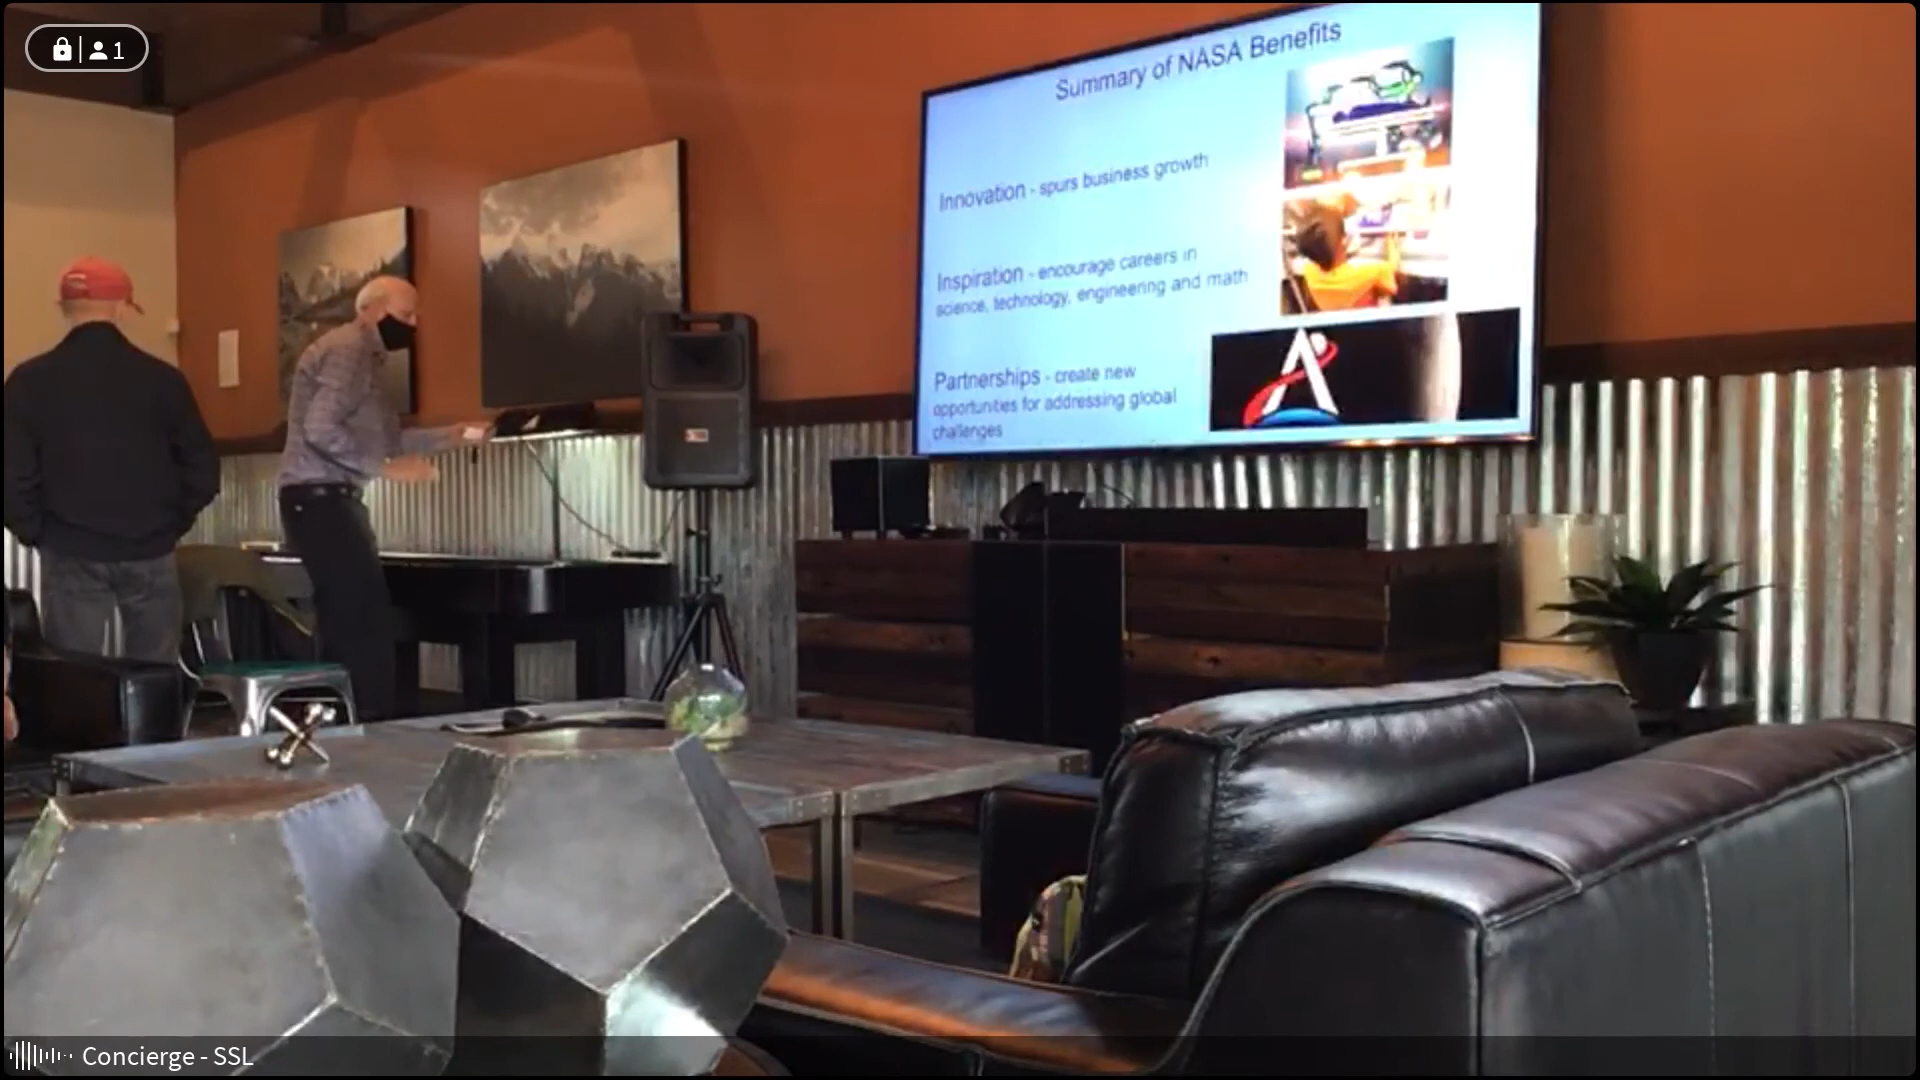 1
Summary of NASA Benefits
Innovation - spurs business growth
Inspiration - encourage careers in
science, technology, engineering and math
Partnerships - create new
opportunities for addressing global
challenges
Concierge - SSL